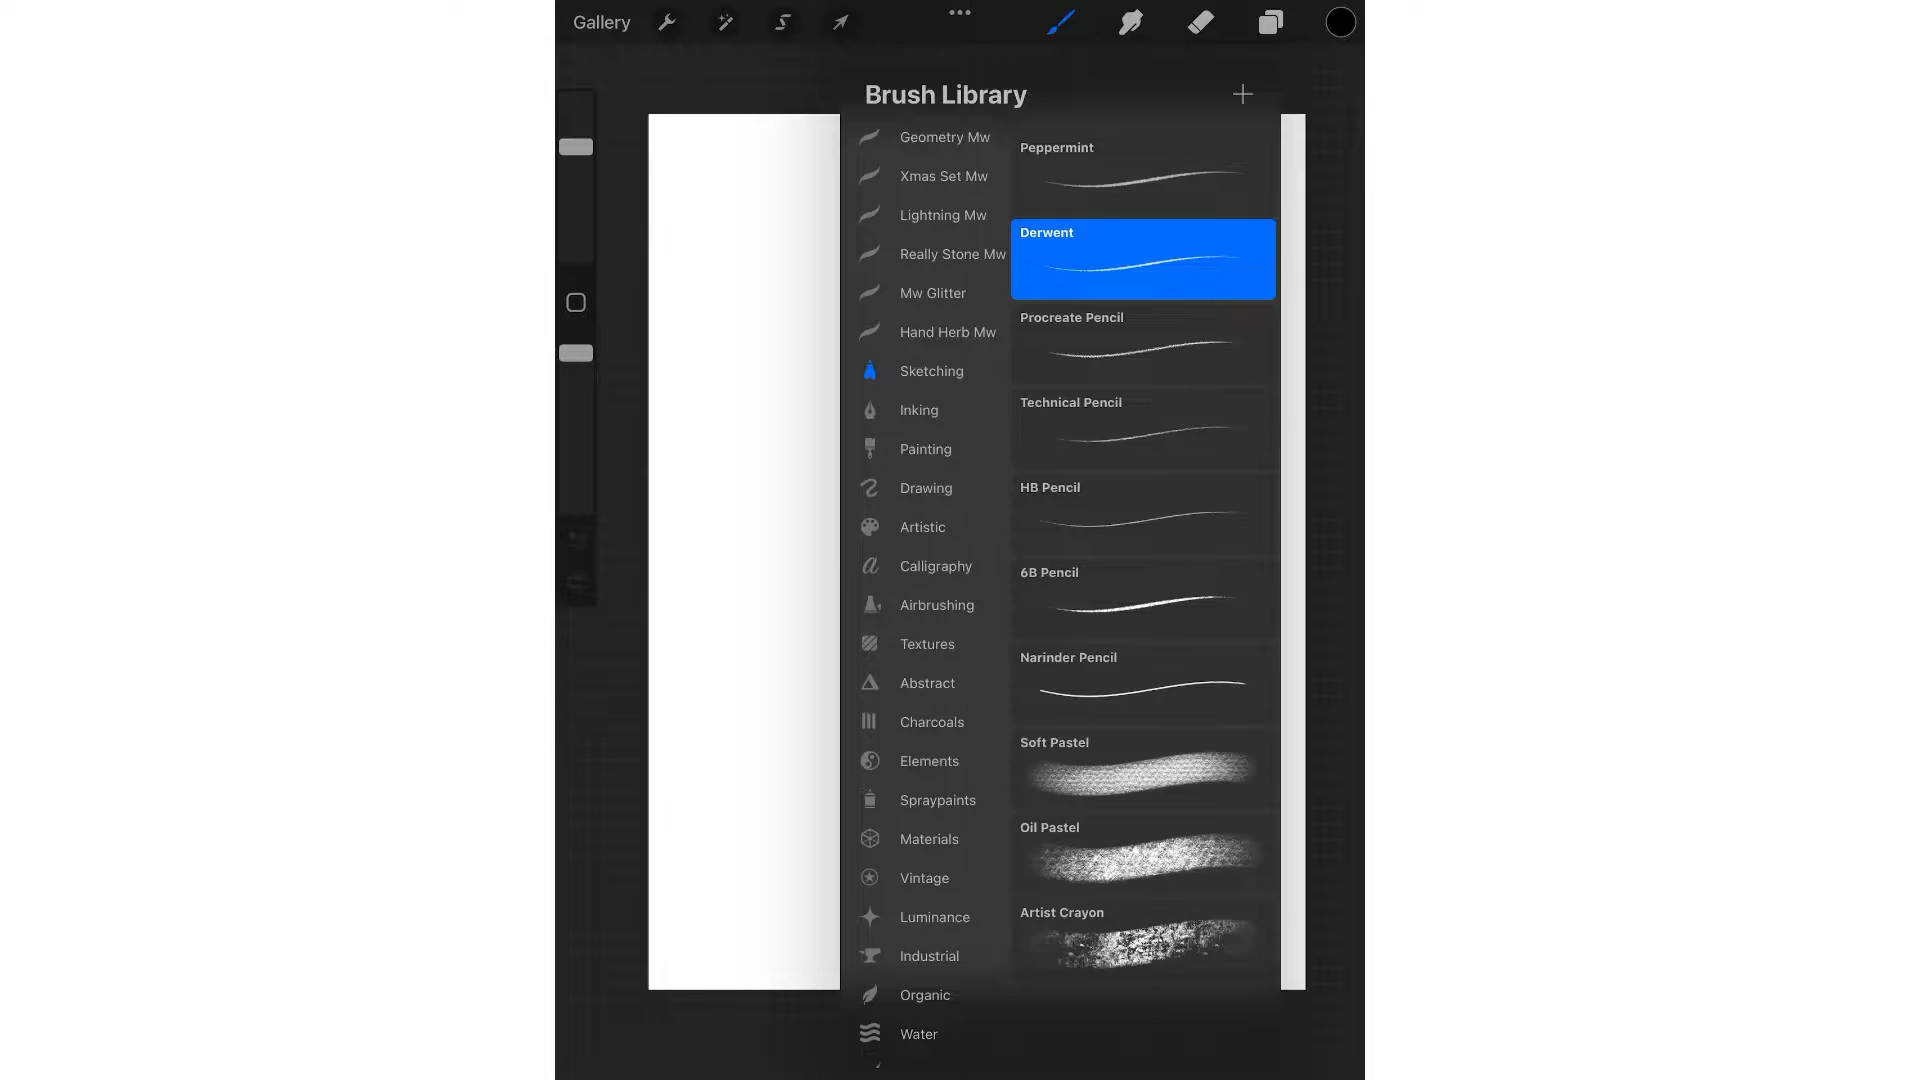 Gallery
Brush Library
Geometry Mw
Xmas Set Mw
Lightning Mw
Really Stone Mw
Mw Glitter
Hand Herb Mw
Sketching
Inking
Painting
Drawing
Artistic
Calligraphy
Airbrushing
Textures
Abstract
Charcoals
Elements
Spraypaints
Materials
Vintage
Luminance
Industrial
Organic
Water
Peppermint
Derwent
Procreate Pencil
Technical Pencil
HB Pencil
6B Pencil
Narinder Pencil
Soft Pastel
Oil Pastel
Artist Crayon